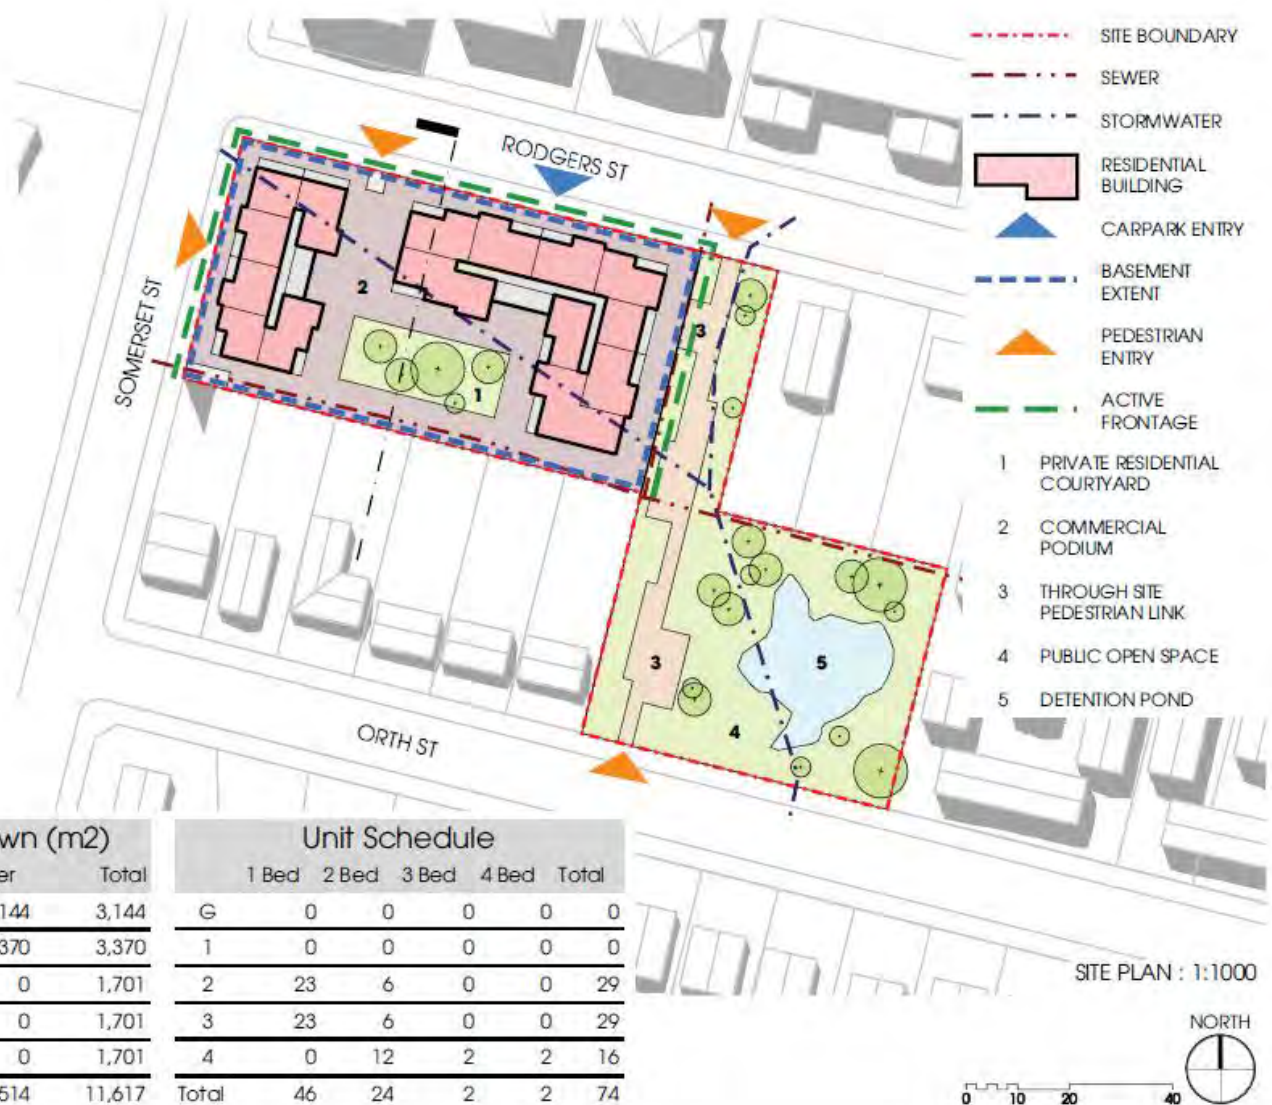 SITE BOUNDARY
SEWER
STORMWATER
RESIDENTIAL
BUILDING
CARPARK ENTRY
BASEMENT
EXTENT
PEDESTRIAN
ENTRY
ACTIVE
FRONTAGE
1 PRIVATE RESIDENTIAL
COURTYARD
2 COMMERCIAL
PODIUM
3 THROUGH SITE
PEDESTRIAN LINK
4 PUBLIC OPEN SPACE
5 DETENTION POND
RODGERS ST
SOMERSET ST
ORTH ST
2
1
3
3
5
4
wn (m2)
er Total
144 3,144
370 3,370
0 1,701
0 1,701
0 1,701
514 11,617
Unit Schedule
1 Bed 2 Bed 3 Bed 4 Bed Total
G 0 0 0 0 0
1 0 0 0 0 0
2 23 6 0 0 29
3 23 6 0 0 29
4 0 12 2 2 16
Total 46 24 2 2 74
SITE PLAN : 1:1000
NORTH
0 10 20 40